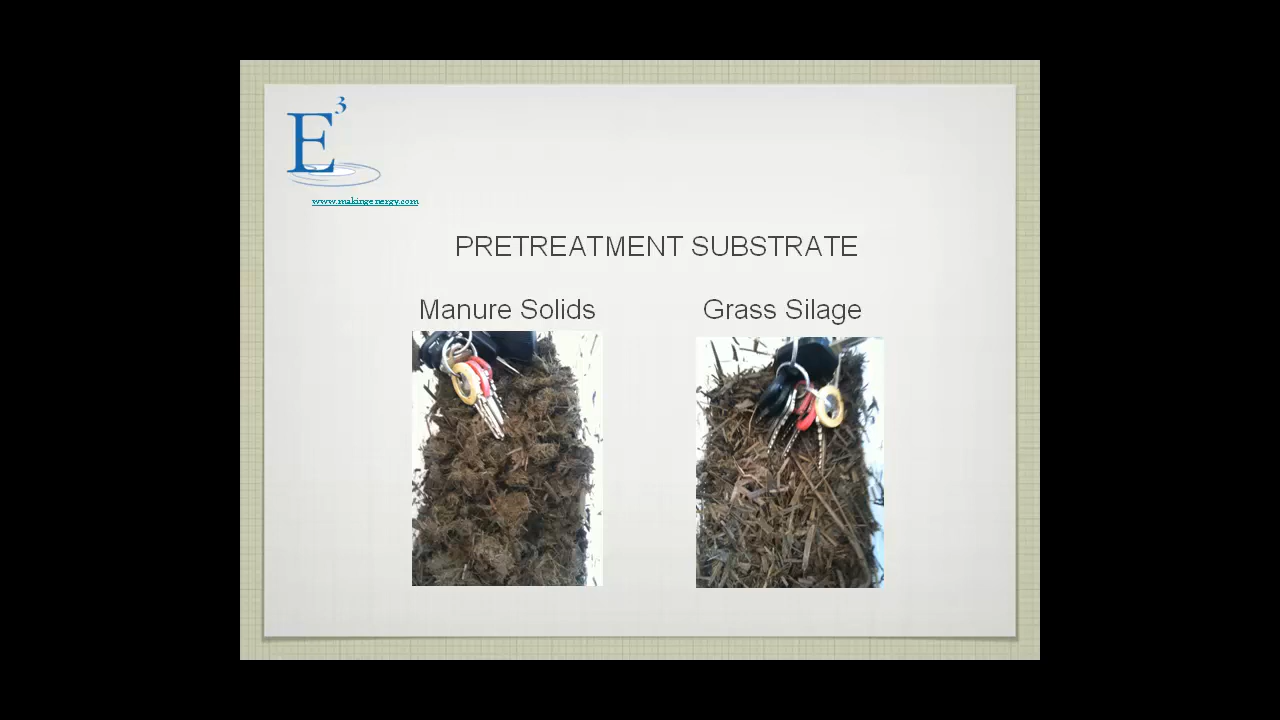 E3
www.makingenergy.com
PRETREATMENT SUBSTRATE
Manure Solids
Grass Silage